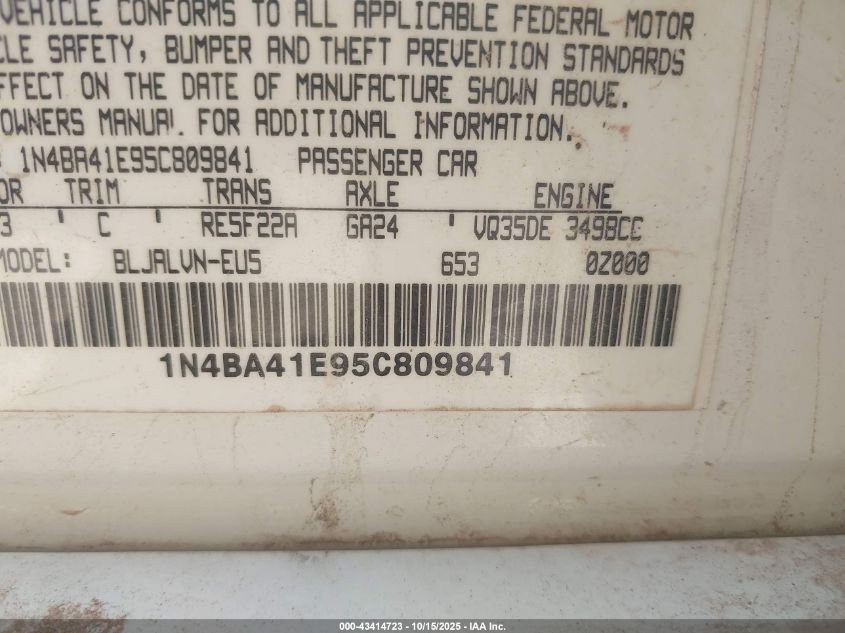 VEHICLE CONFORMS TO ALL APPLICABLE FEDERAL MOTOR
CLE SAFETY, BUMPER AND THEFT PREVENTION STANDARDS
FFECT ON THE DATE OF MANUFACTURE SHOWN ABOVE.
OWNERS MANUAL FOR ADDITIONAL INFORMATION.
1N4BA41E95C809841 PASSENGER CAR
OR TRIM TRANS AXLE ENGINE
3 ' C ' RE5F22A GA24 ' VQ35DE 3498CC
MODEL: BLJALVN-EU5 653 0Z000
1N4BA41E95C809841
000-43414723 - 10/15/2025 - IAA Inc.